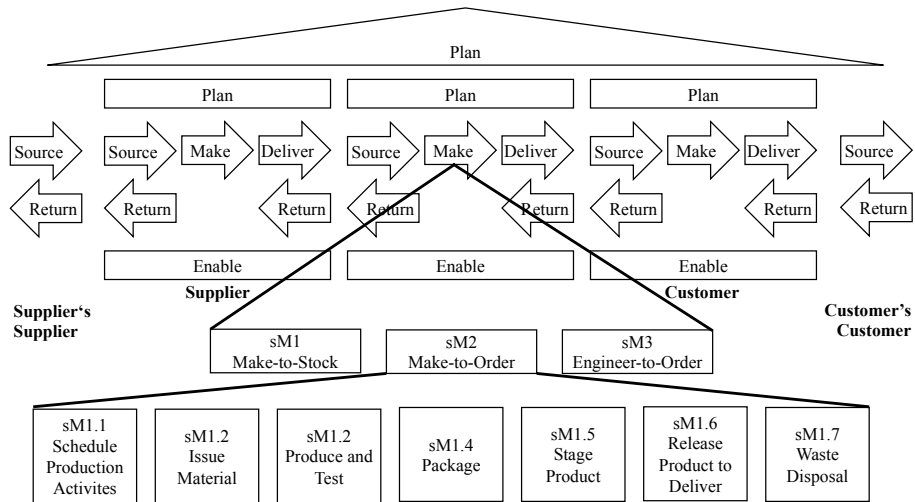 Plan
Plan
Plan
Plan
Source
Source
Make
Deliver
Source
Make
Deliver
Source
Make
Deliver
Source
Return
Return
Return
Return
Return
Return
Return
Return
Enable
Enable
Enable
Supplier
Customer
Supplier‘s
Supplier
Customer’s
Customer
sM1
Make-to-Stock
sM2
Make-to-Order
sM3
Engineer-to-Order
sM1.1
Schedule
Production
Activites
sM1.2
Issue
Material
sM1.2
Produce and
Test
sM1.4
Package
sM1.5
Stage
Product
sM1.6
Release
Product to
Deliver
sM1.7
Waste
Disposal